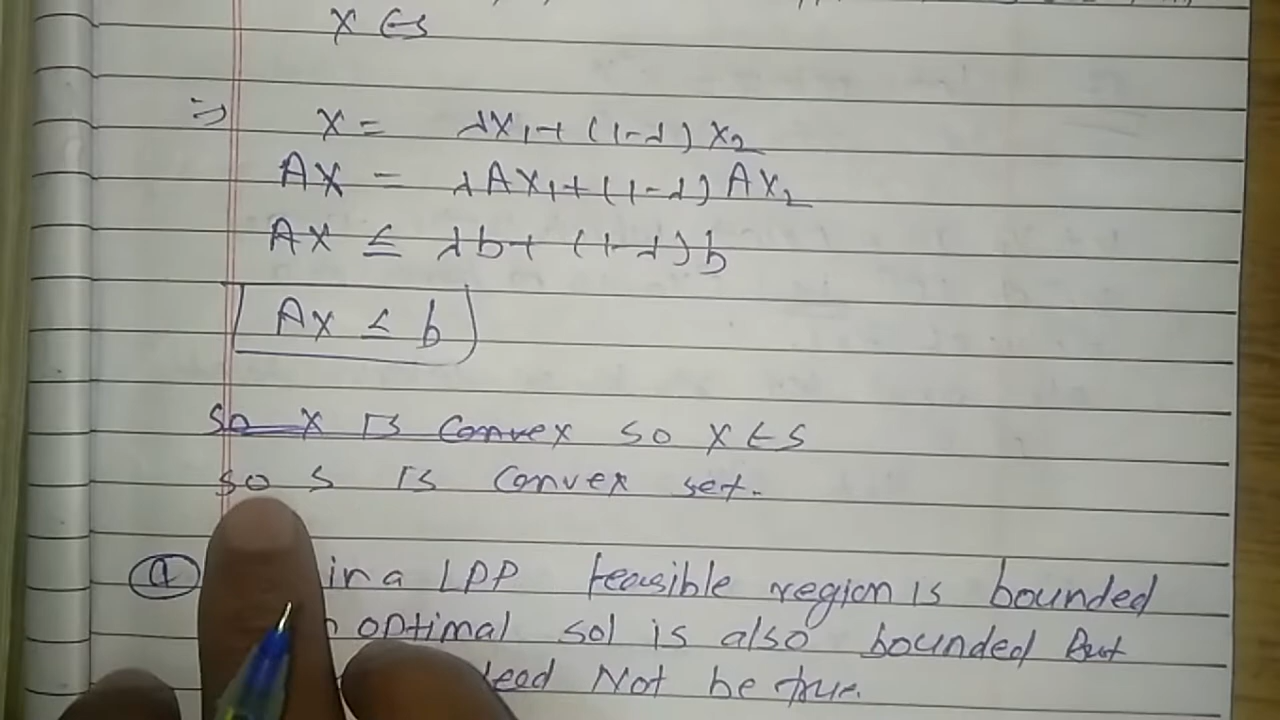 X ∈ S
⇒ X = λX₁ + (1-λ) X₂
AX = λAX₁ + (1-λ) AX₂
AX ≤ λb + (1-λ)b
AX ≤ b
So X is convex so X ∈ S
So S is convex set.
Q in a LPP feasible region is bounded
optimal sol is also bounded But
Not be true.